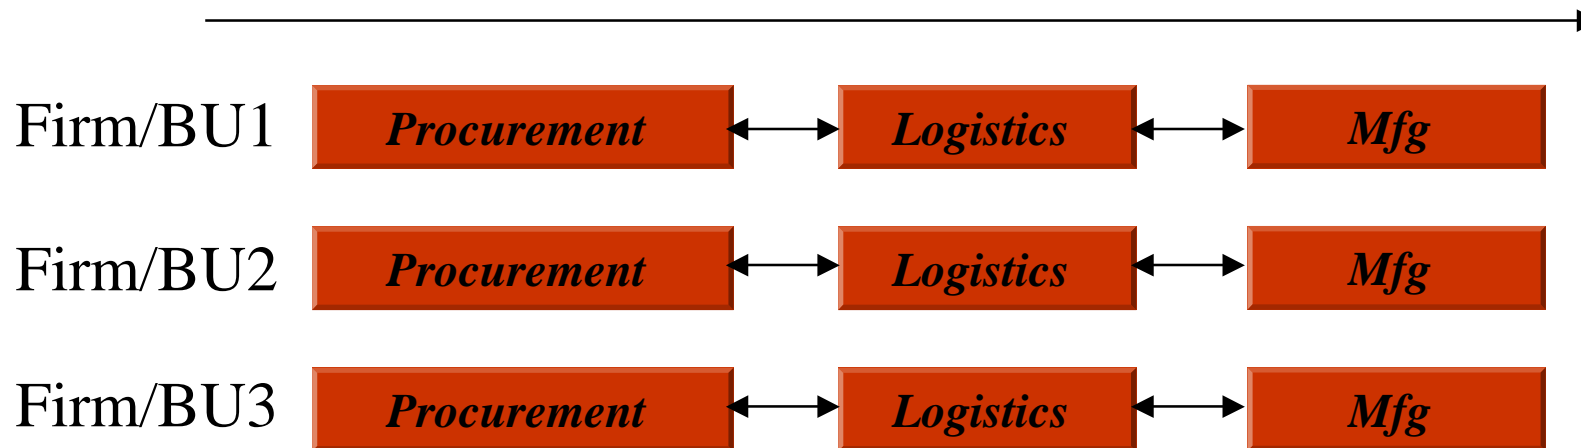 Firm/BU1 Procurement Logistics Mfg
Firm/BU2 Procurement Logistics Mfg
Firm/BU3 Procurement Logistics Mfg